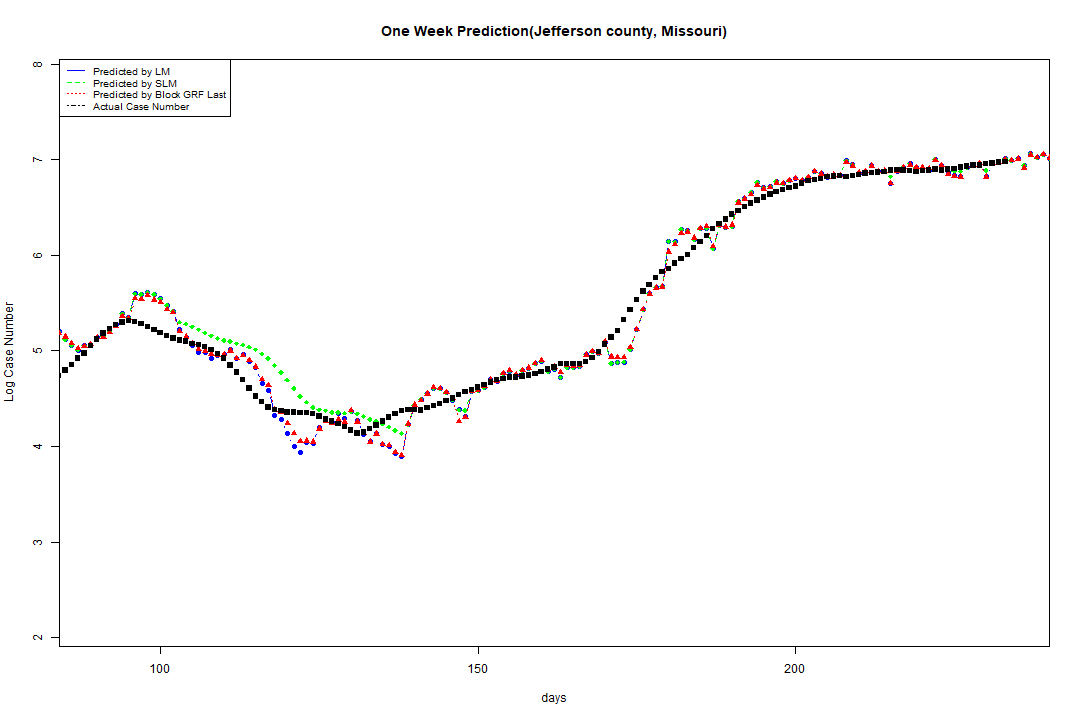 One Week Prediction(Jefferson county, Missouri)
Predicted by LM
Predicted by SLM
Predicted by Block GRF Last
Actual Case Number
8
7
6
5
4
3
2
Log Case Number
100 150 200
days